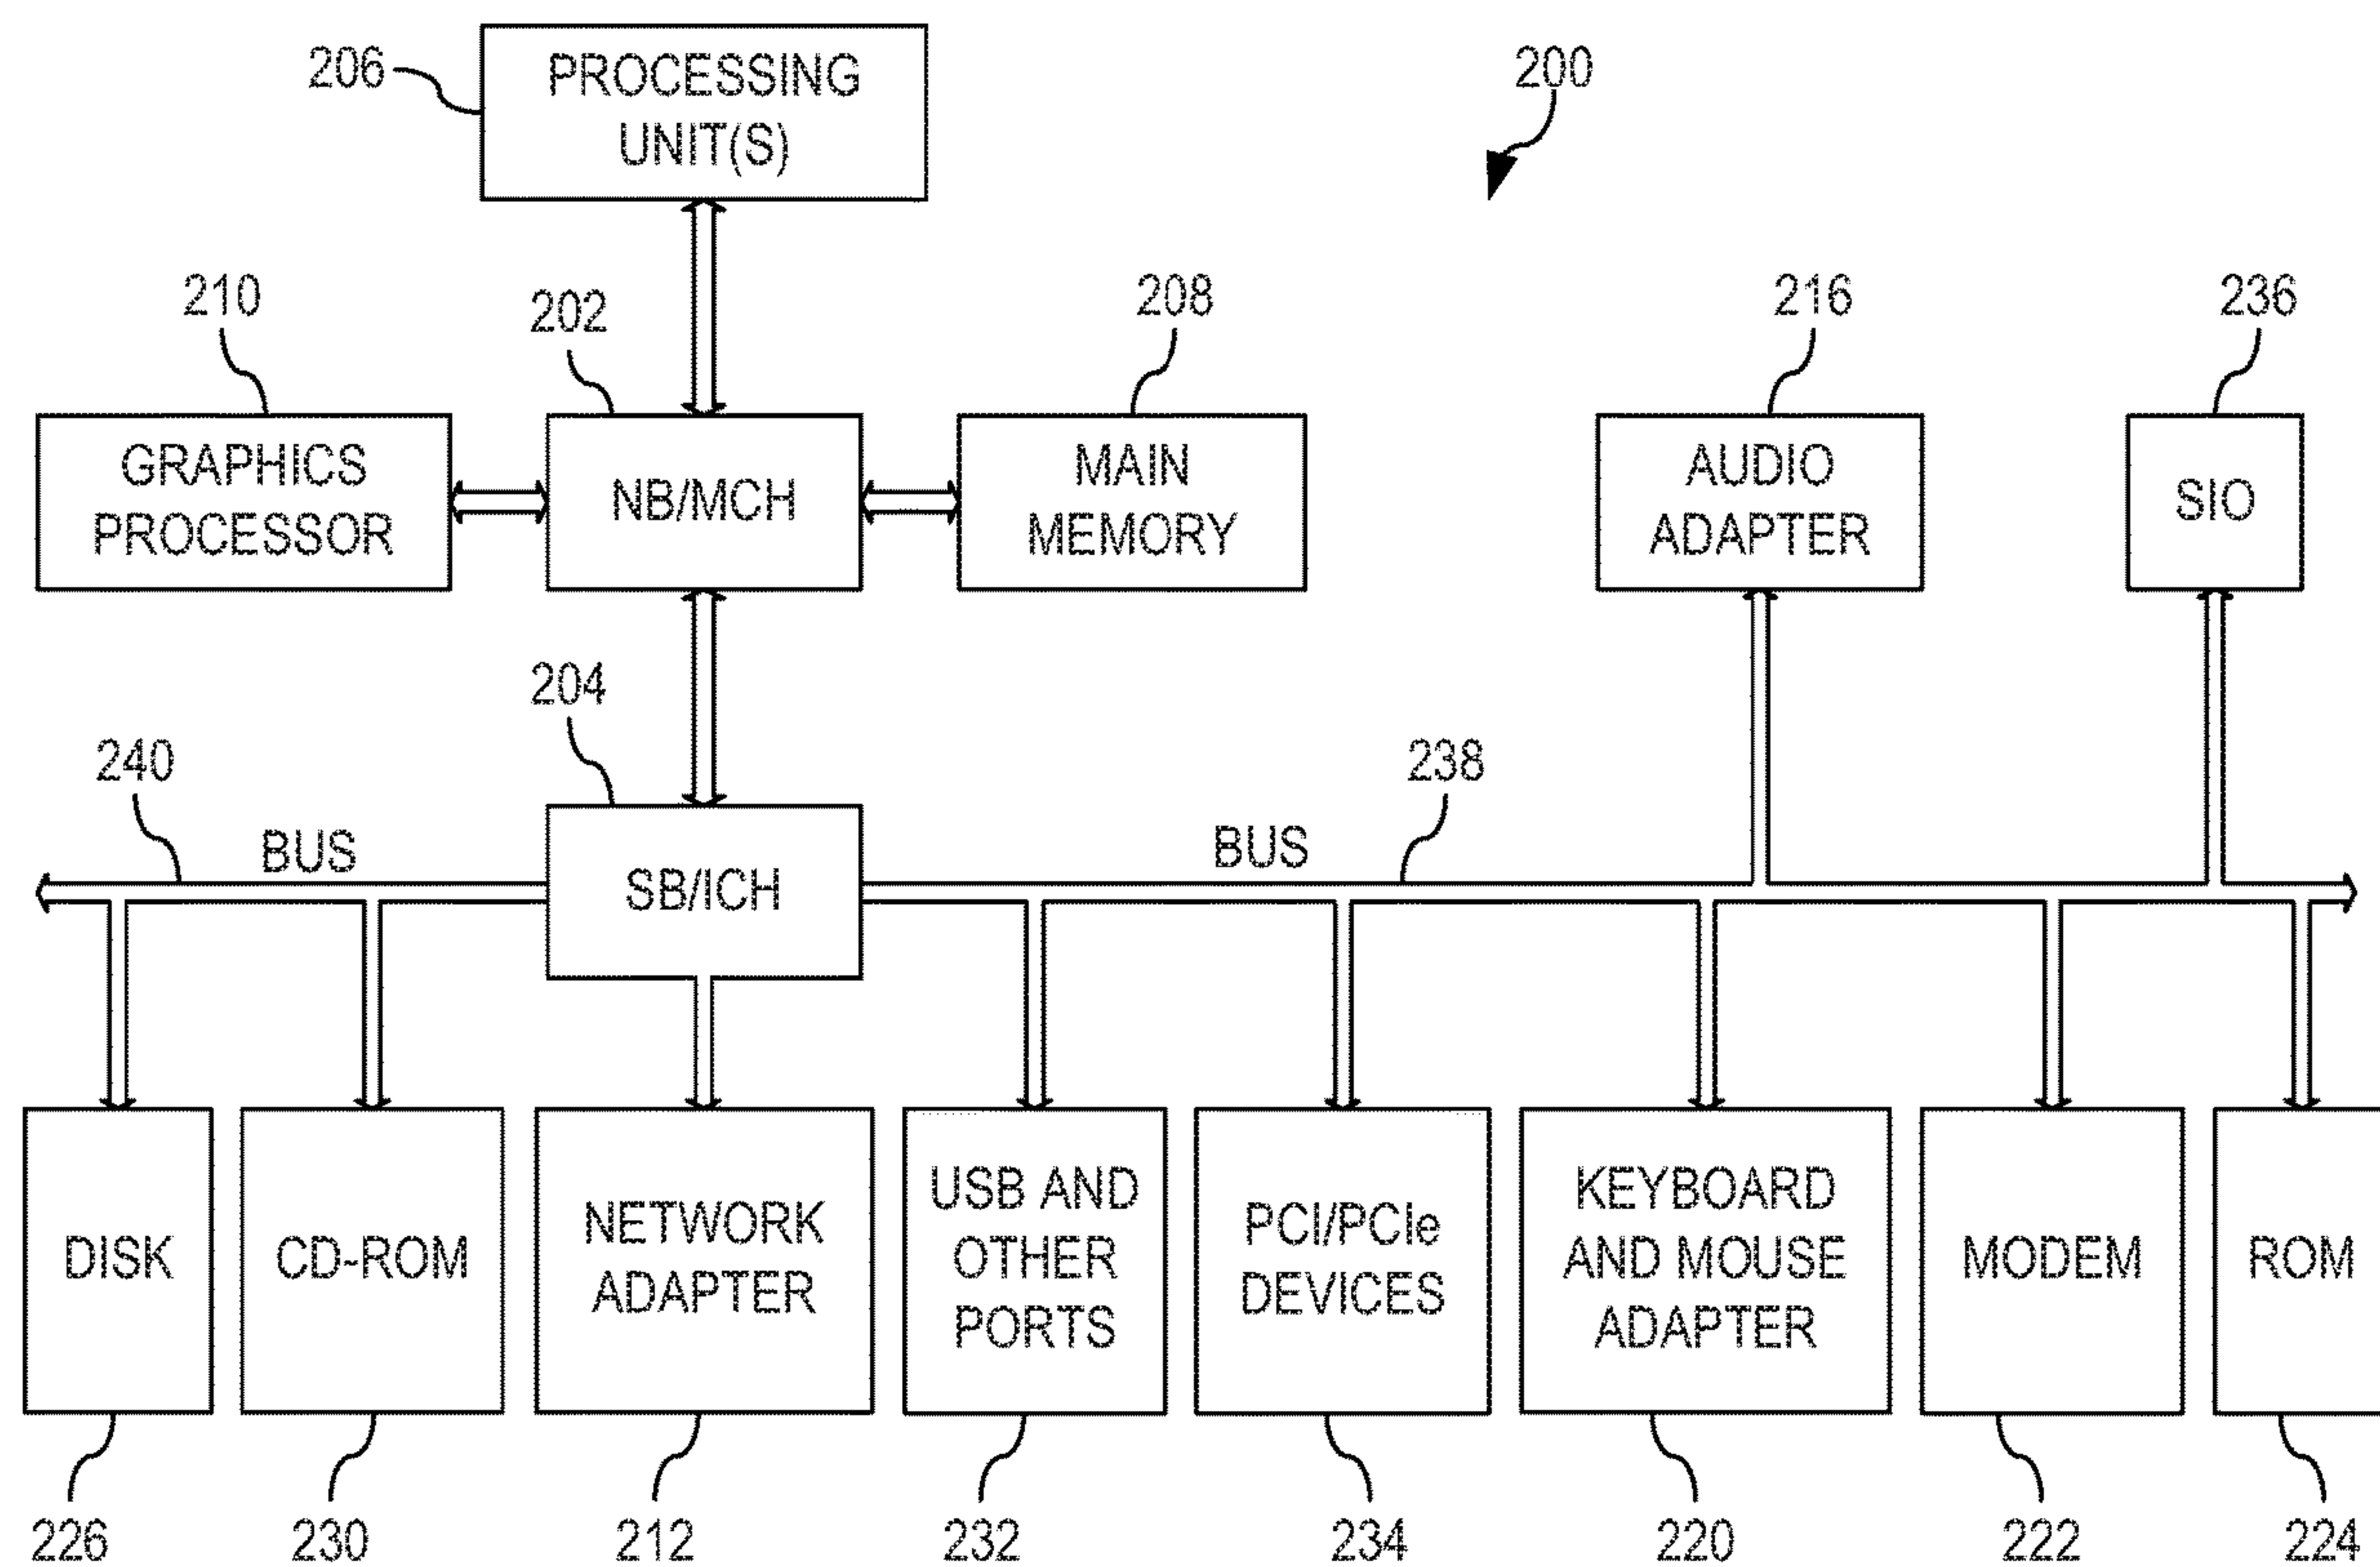 206
PROCESSING
UNIT(S)
200
210
202
208
216
236
GRAPHICS
PROCESSOR
NB/MCH
MAIN
MEMORY
AUDIO
ADAPTER
SIO
204
240
238
BUS
BUS
SB/ICH
DISK
CD-ROM
NETWORK
ADAPTER
USB AND
OTHER
PORTS
PCI/PCIe
DEVICES
KEYBOARD
AND MOUSE
ADAPTER
MODEM
ROM
226
230
212
232
234
220
222
224